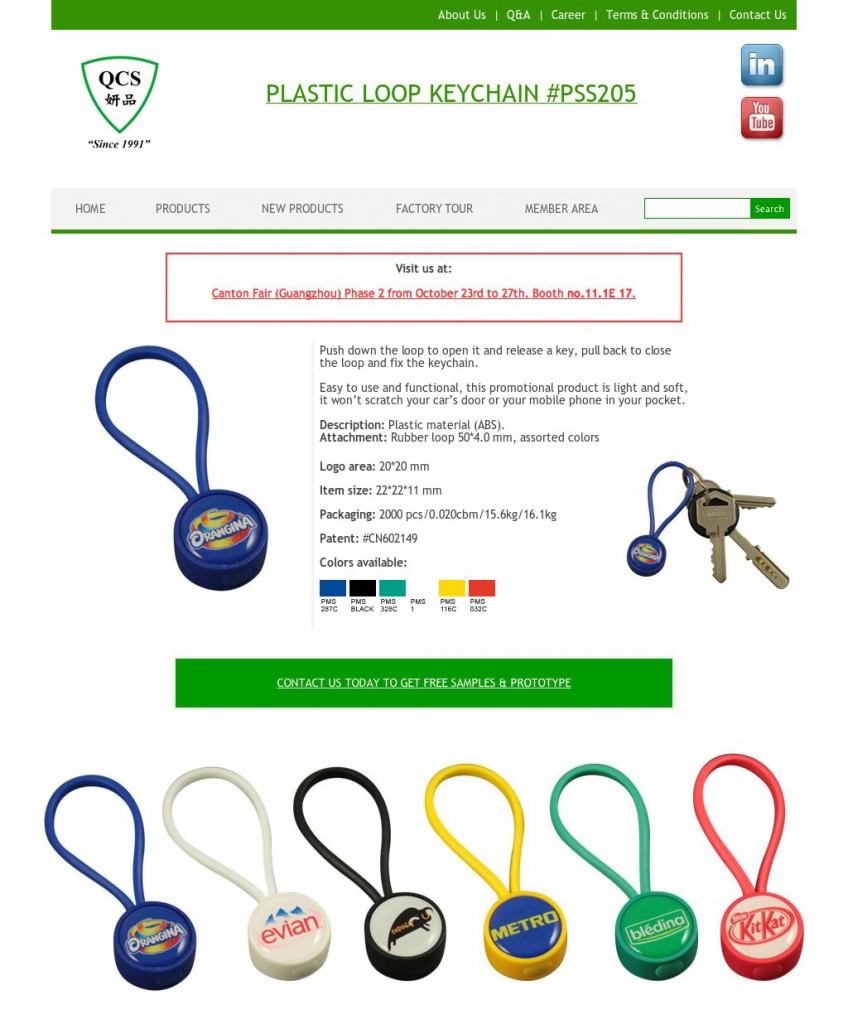 About Us | Q&A | Career | Terms & Conditions | Contact Us
QCS
妍品
“Since 1991”
PLASTIC LOOP KEYCHAIN #PSS205
in
You
Tube
HOME PRODUCTS NEW PRODUCTS FACTORY TOUR MEMBER AREA Search
Visit us at:
Canton Fair (Guangzhou) Phase 2 from October 23rd to 27th. Booth no.11.1E 17.
Push down the loop to open it and release a key, pull back to close
the loop and fix the keychain.
Easy to use and functional, this promotional product is light and soft,
it won’t scratch your car’s door or your mobile phone in your pocket.
Description: Plastic material (ABS).
Attachment: Rubber loop 50*4.0 mm, assorted colors
Logo area: 20*20 mm
Item size: 22*22*11 mm
Packaging: 2000 pcs/0.020cbm/15.6kg/16.1kg
Patent: #CN602149
Colors available:
PMS PMS PMS PMS PMS PMS
287C BLACK 328C 1 116C 032C
ORANGINA
ORANGINA
CONTACT US TODAY TO GET FREE SAMPLES & PROTOTYPE
ORANGINA
evian
METRO
blédina
Nestle
KitKat